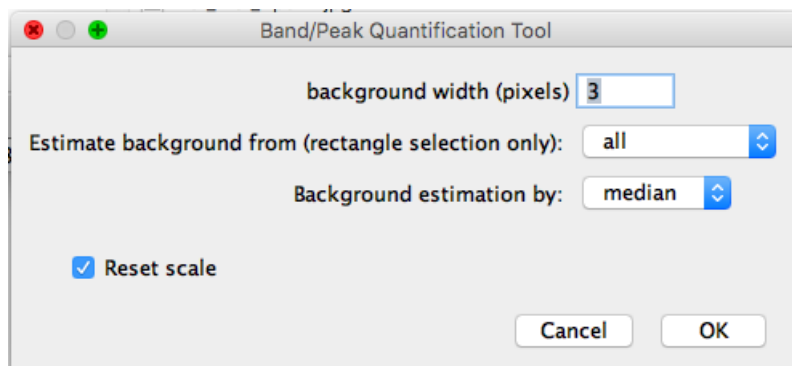 Band/Peak Quantification Tool
background width (pixels) 3
Estimate background from (rectangle selection only): all
Background estimation by: median
Reset scale
Cancel OK